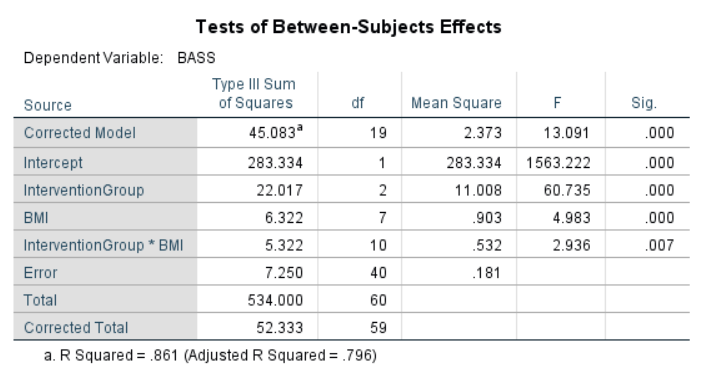 Tests of Between-Subjects Effects
Dependent Variable: BASS
Source Type III Sum of Squares df Mean Square F Sig.
Corrected Model 45.083a 19 2.373 13.091 .000
Intercept 283.334 1 283.334 1563.222 .000
InterventionGroup 22.017 2 11.008 60.735 .000
BMI 6.322 7 .903 4.983 .000
InterventionGroup * BMI 5.322 10 .532 2.936 .007
Error 7.250 40 .181
Total 534.000 60
Corrected Total 52.333 59
a. R Squared = .861 (Adjusted R Squared = .796)